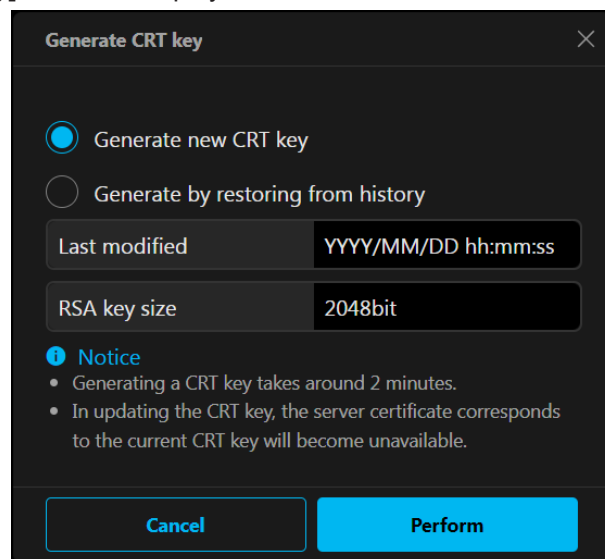 Generate CRT key
Generate new CRT key
Generate by restoring from history
Last modified YYYY/MM/DD hh:mm:ss
RSA key size 2048bit
Notice
• Generating a CRT key takes around 2 minutes.
• In updating the CRT key, the server certificate corresponds
to the current CRT key will become unavailable.
Cancel Perform